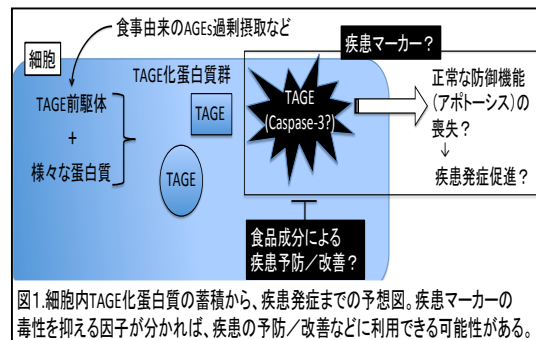 食事由来のAGEs過剰摂取など
細胞
疾患マーカー?
TAGE化蛋白質群
TAGE前駆体
+
様々な蛋白質
TAGE
TAGE
TAGE
(Caspase-3?)
正常な防御機能
(アポトーシス)の
喪失?
↓
疾患発症促進?
食品成分による
疾患予防/改善?
図1.細胞内TAGE化蛋白質の蓄積から、疾患発症までの予想図。疾患マーカーの
毒性を抑える因子が分かれば、疾患の予防/改善などに利用できる可能性がある。